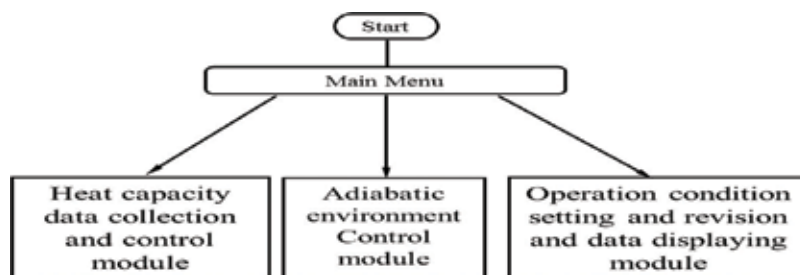 Start
Main Menu
Heat capacity
data collection
and control
module
Adiabatic
environment
Control
module
Operation condition
setting and revision
and data displaying
module